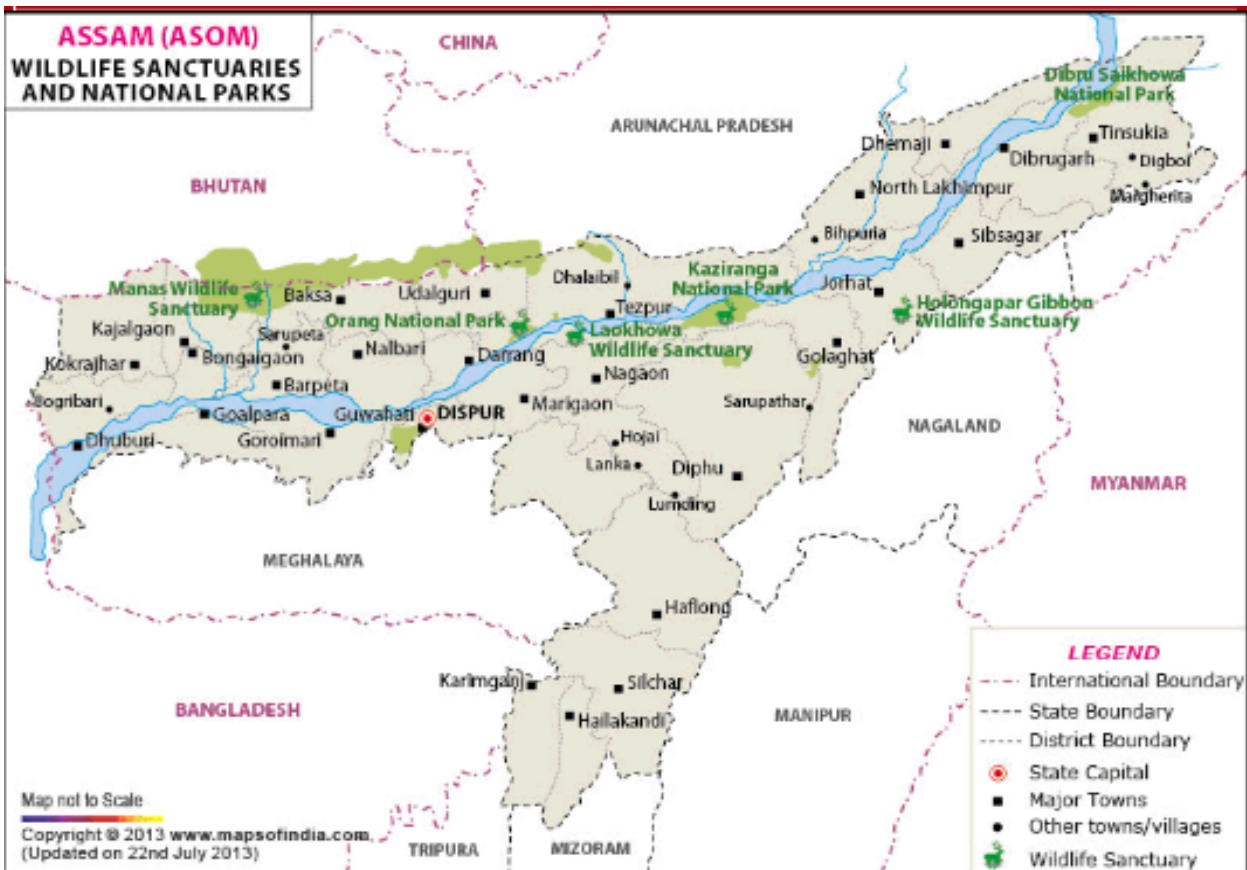 ASSAM (ASOM)
WILDLIFE SANCTUARIES
AND NATIONAL PARKS
CHINA
Dibru Saikhowa
National Park
ARUNACHAL PRADESH
Dhemaji
Tinsukia
Dibrugarh
Digboi
BHUTAN
North Lakhimpur
Margherita
Bihpuria
Sibsagar
Manas Wildlife
Sanctuary
Baksa
Udalguri
Dhalaibil
Kaziranga
National Park
Jorhat
Orang National Park
Tezpur
Holongapar Gibbon
Wildlife Sanctuary
Kajalgaon
Sarupeta
Laokhowa
Wildlife Sanctuary
Bongaigaon
Nalbari
Darrang
Golaghat
Kokrajhar
Nagaon
Barpeta
Marigaon
Sarupathar
Bogribari
Goalpara
Guwahati
DISPUR
NAGALAND
Dhuburi
Goroimari
Hojai
Lanka
Diphu
MYANMAR
Lumding
MEGHALAYA
Haflong
LEGEND
Karimganj
Silchar
International Boundary
BANGLADESH
Hailakandi
MANIPUR
State Boundary
District Boundary
State Capital
Map not to Scale
Major Towns
Copyright © 2013 www.mapsofindia.com
(Updated on 22nd July 2013)
Other towns/villages
TRIPURA
MIZORAM
Wildlife Sanctuary